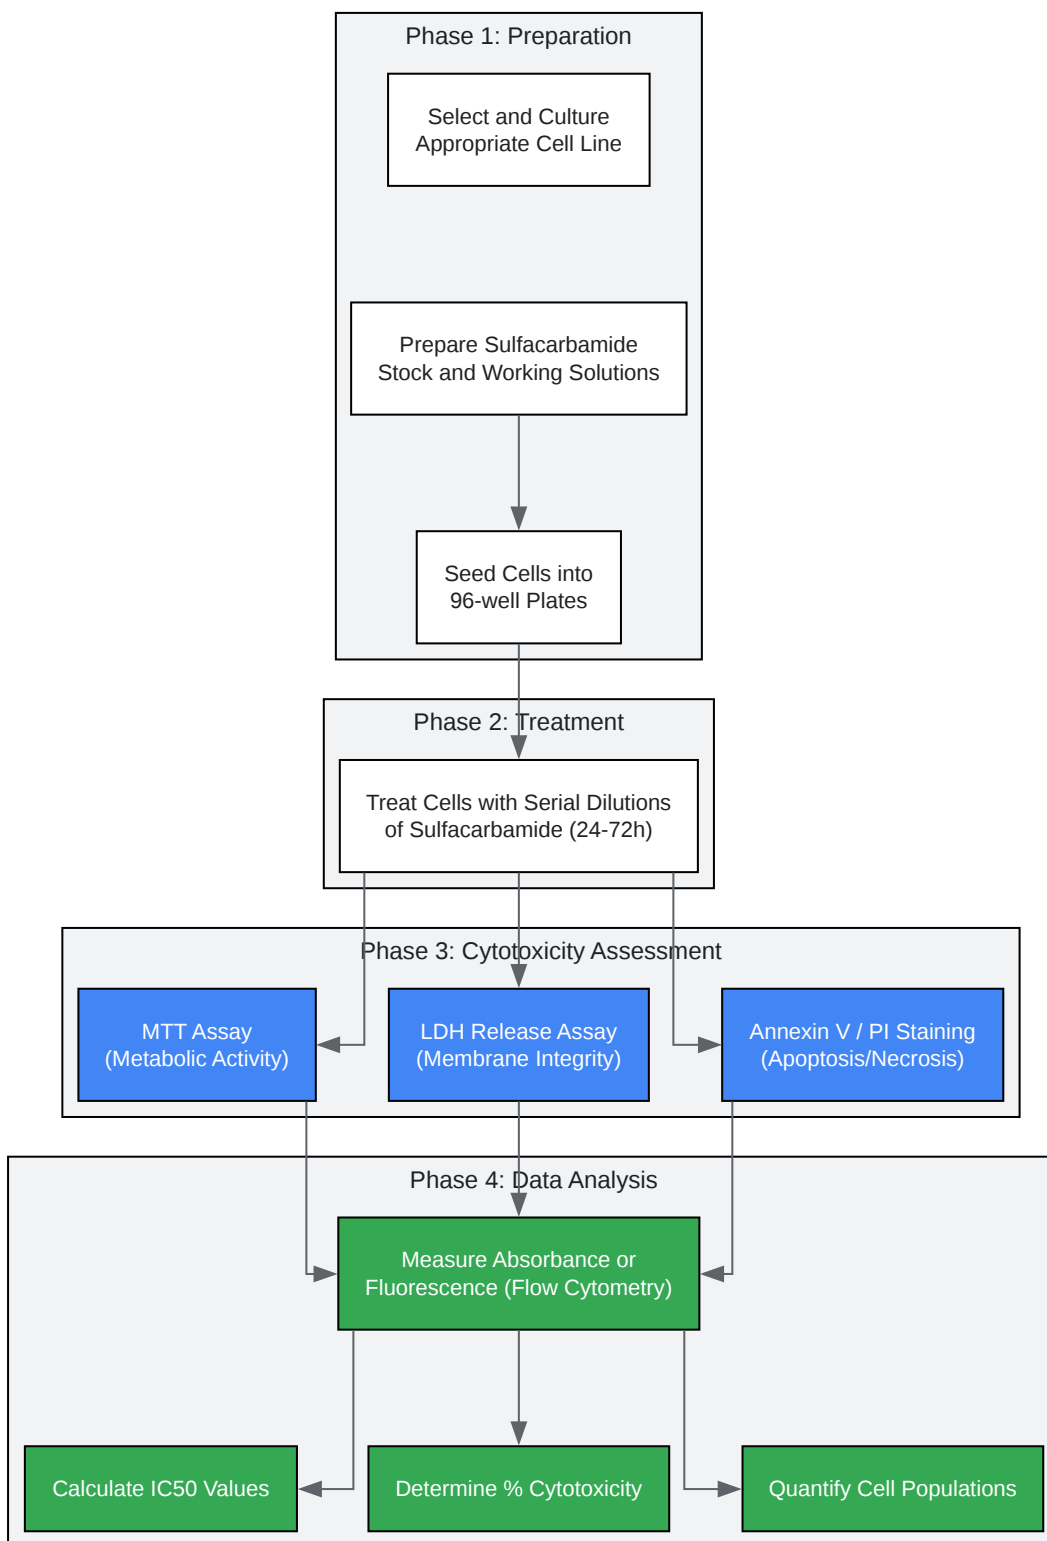 Phase 1: Preparation
Select and Culture
Appropriate Cell Line
Prepare Sulfacarbamide
Stock and Working Solutions
Seed Cells into
96-well Plates
Phase 2: Treatment
Treat Cells with Serial Dilutions
of Sulfacarbamide (24-72h)
Phase 3: Cytotoxicity Assessment
MTT Assay
(Metabolic Activity)
LDH Release Assay
(Membrane Integrity)
Annexin V / PI Staining
(Apoptosis/Necrosis)
Phase 4: Data Analysis
Measure Absorbance or
Fluorescence (Flow Cytometry)
Calculate IC50 Values
Determine % Cytotoxicity
Quantify Cell Populations